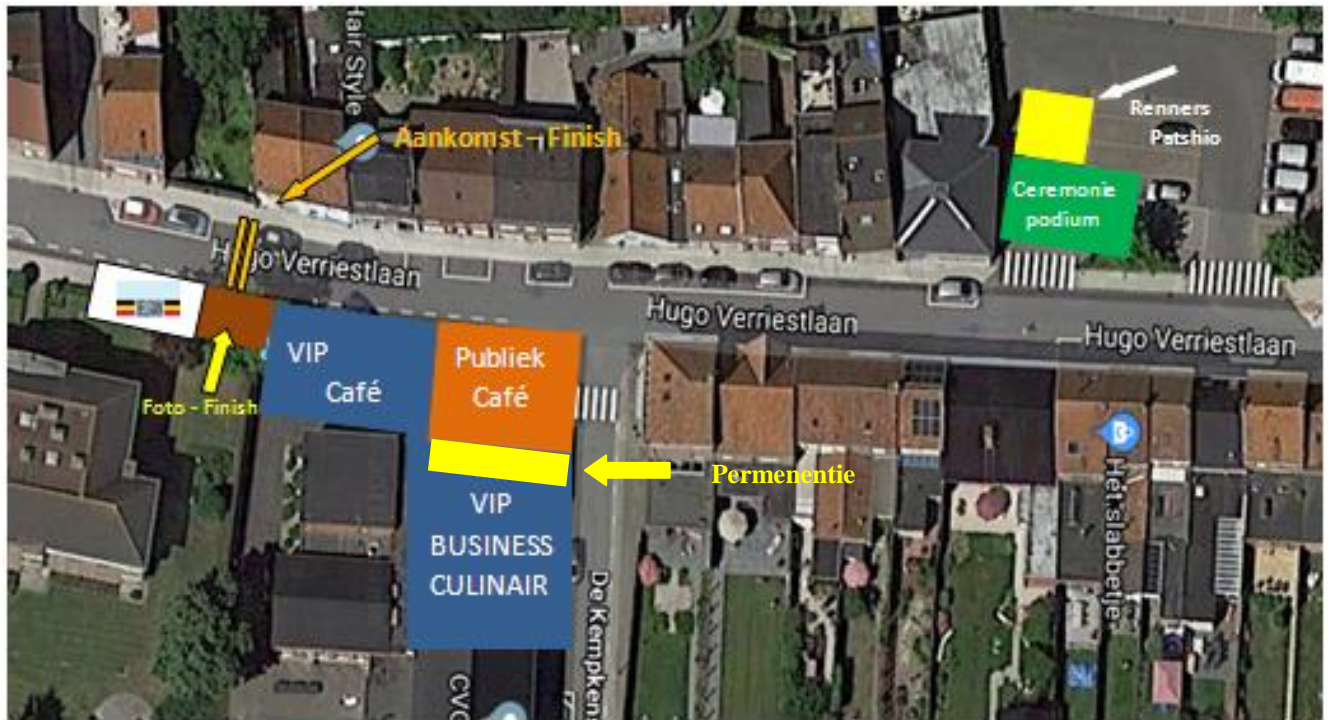 Hair Style
Aankomst – Finish
Renners
Patshio
Ceremonie
podium
Hugo Verriestlaan
Hugo Verriestlaan
Hugo Verriestlaan
VIP
Café
Publiek
Café
Foto - Finish
Permenentie
VIP
BUSINESS
CULINAIR
Het slabbetje
De Kempkens
CVO